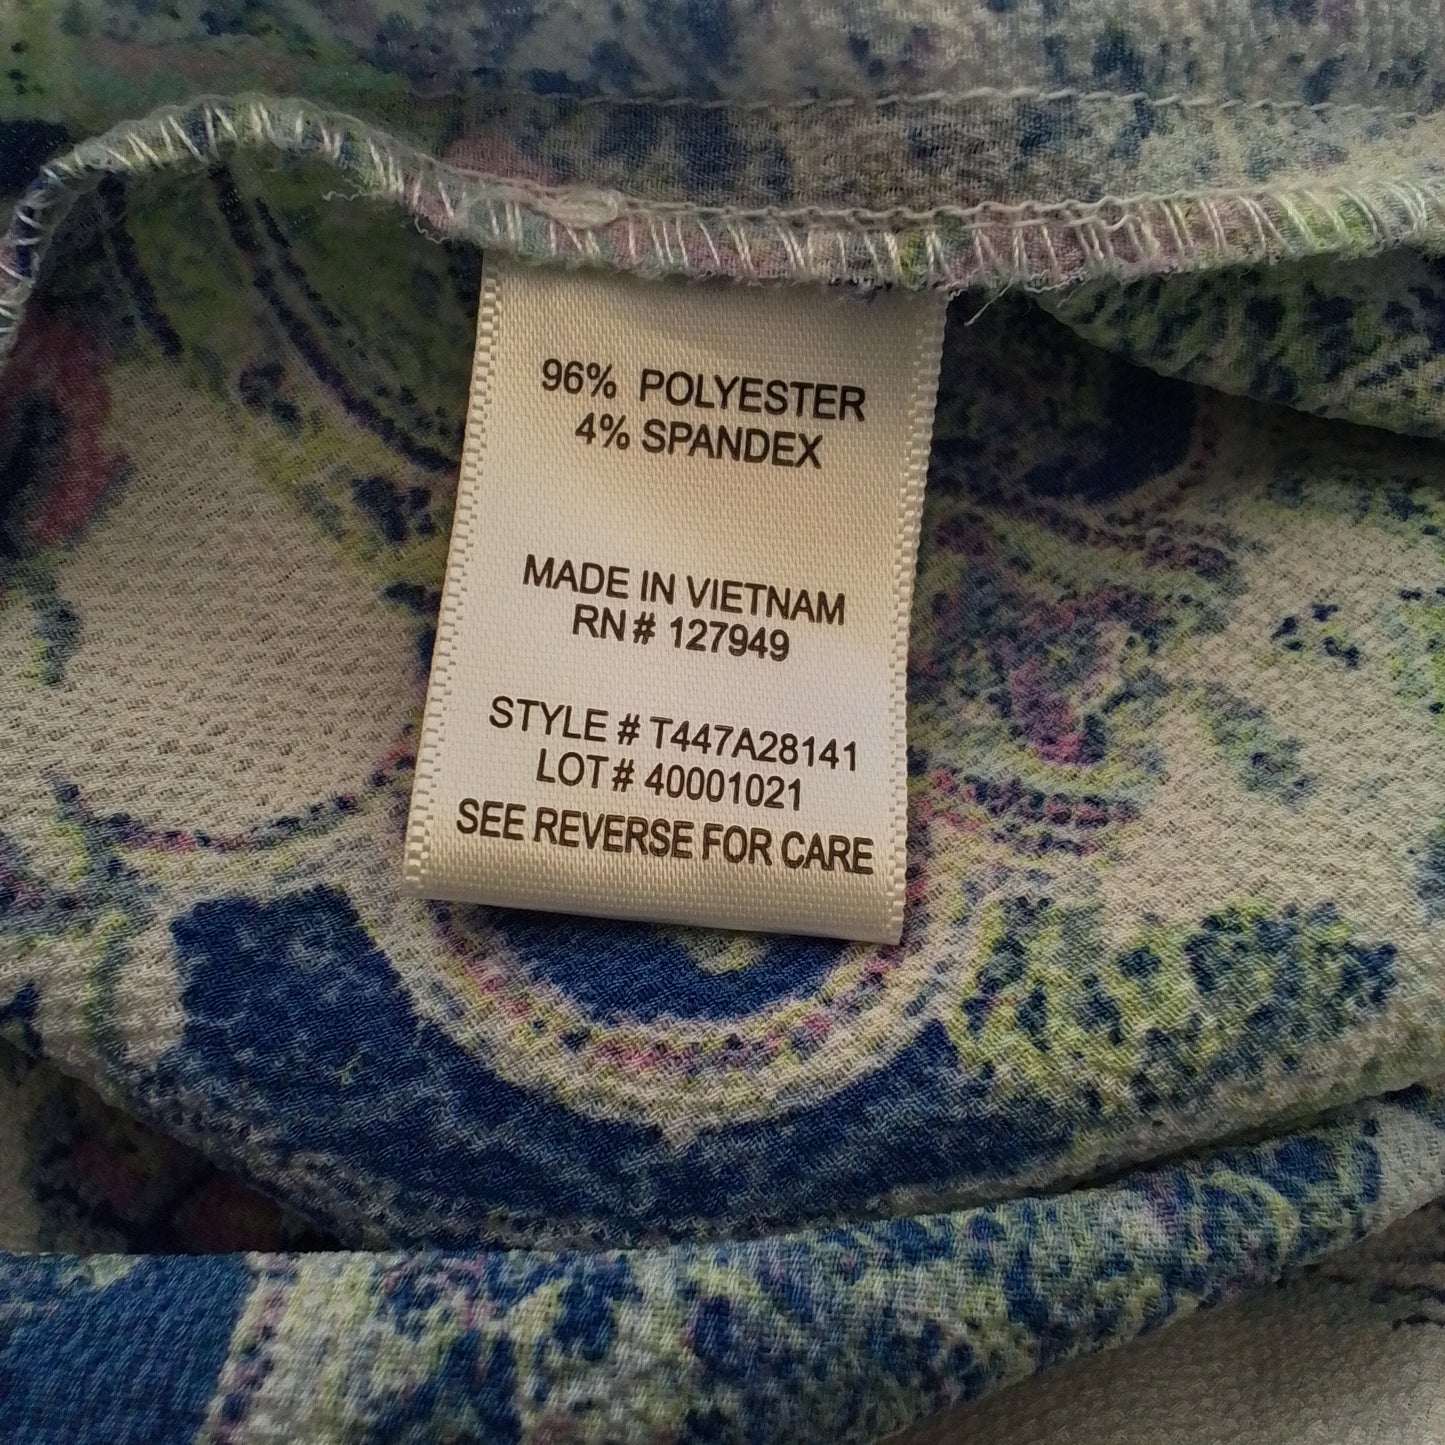 96% POLYESTER
4% SPANDEX
MADE IN VIETNAM
RN # 127949
STYLE # T447A28141
LOT # 40001021
SEE REVERSE FOR CARE